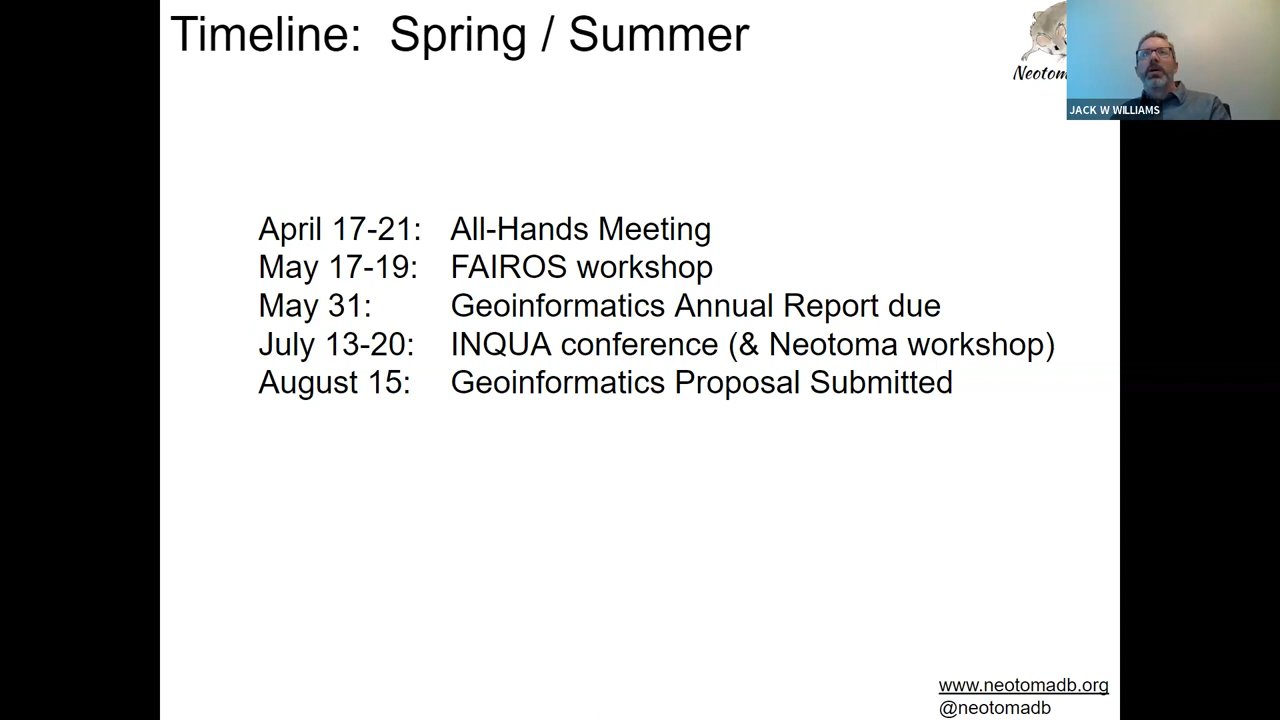 Timeline: Spring / Summer
JACK W WILLIAMS
April 17-21: All-Hands Meeting
May 17-19: FAIROS workshop
May 31: Geoinformatics Annual Report due
July 13-20: INQUA conference (& Neotoma workshop)
August 15: Geoinformatics Proposal Submitted
www.neotomadb.org
@neotomadb